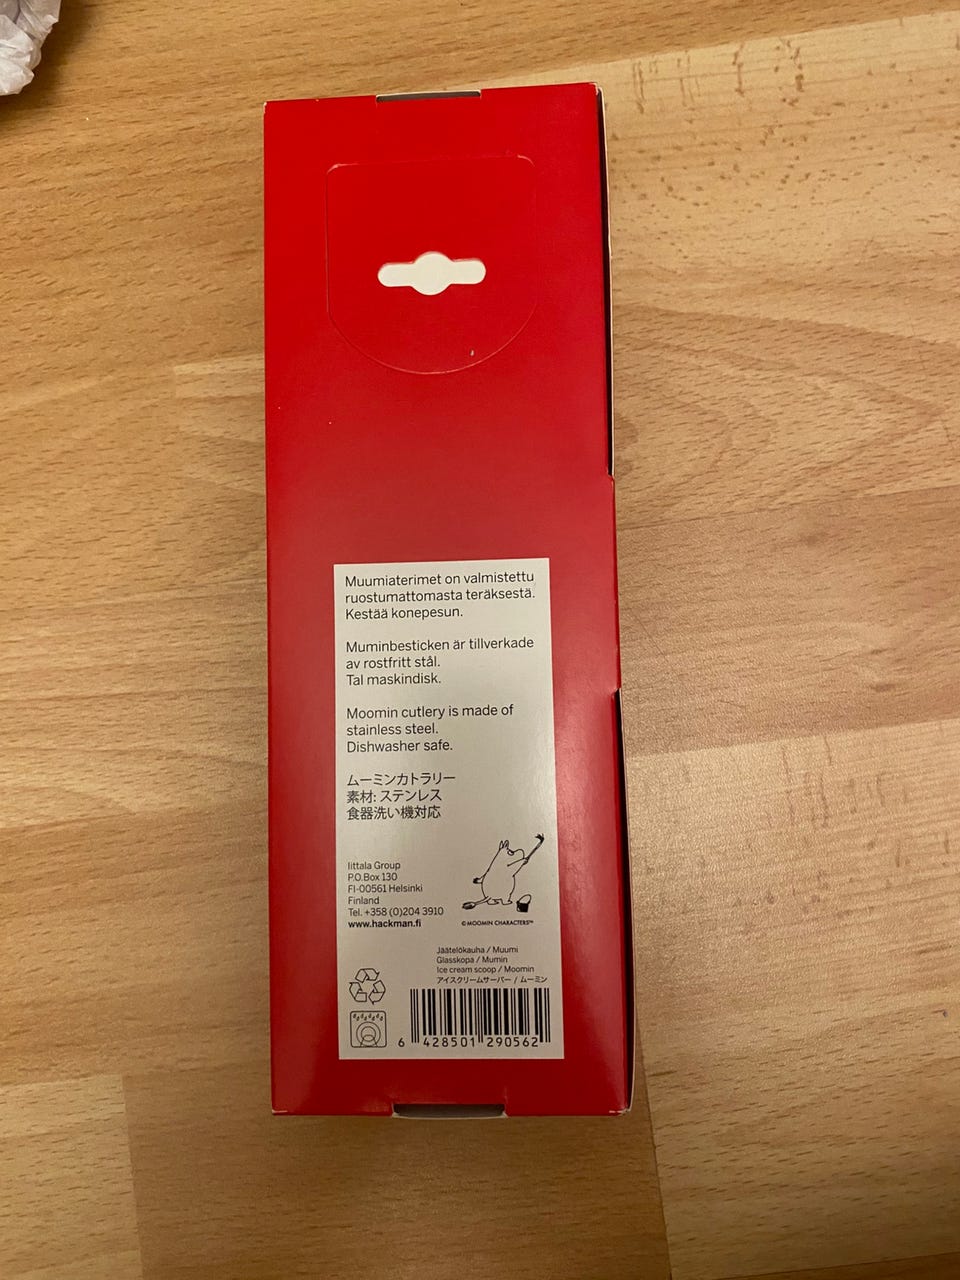 Muumiaterimet on valmistettu
ruostumattomasta teräksestä.
Kestää konepesun.
Muminbesticken är tillverkade
av rostfritt stål.
Tal maskindisk.
Moomin cutlery is made of
stainless steel.
Dishwasher safe.
ムーミンカトラリー
素材: ステンレス
食器洗い機対応
Iittala Group
P.O.Box 130
FI-00561 Helsinki
Finland
Tel. +358 (0)204 3910
www.hackman.fi
© MOOMIN CHARACTERS™
Jäätelökauha / Muumi
Glasskopa / Mumin
Ice cream scoop / Moomin
アイスクリームサーバー / ムーミン
6 428501 290562